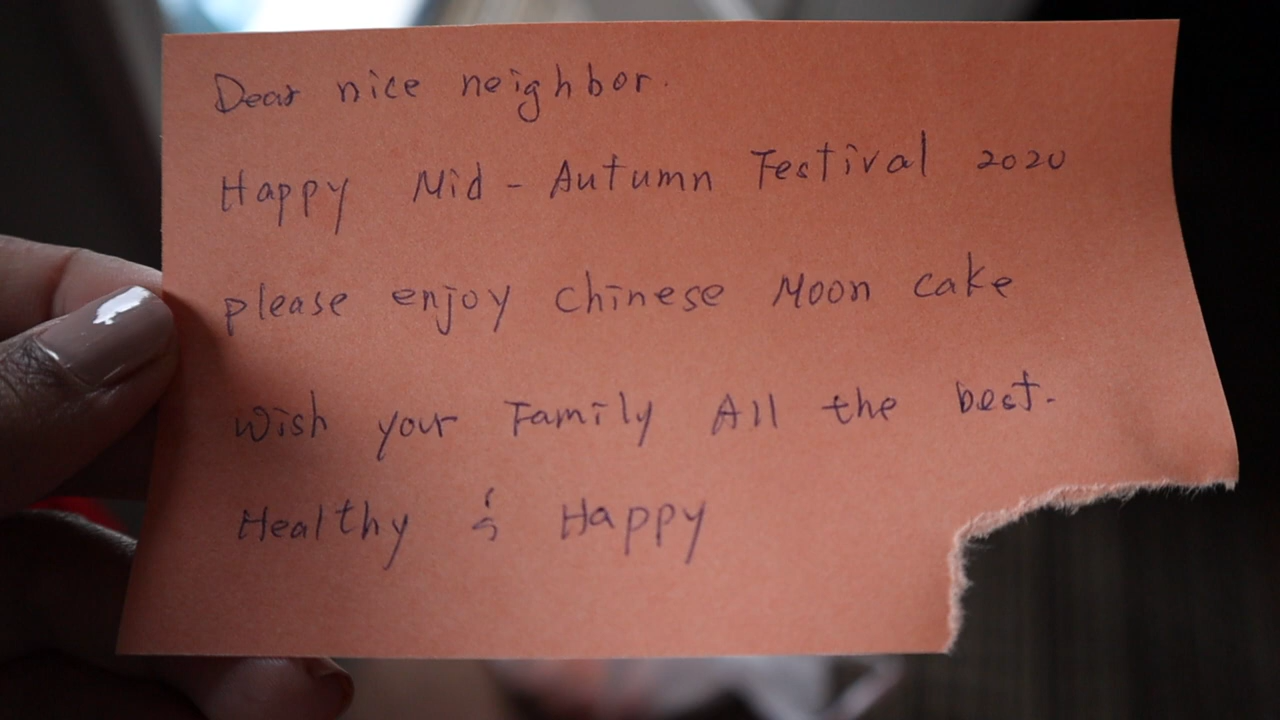 Dear nice neighbor.
Happy Mid - Autumn Festival 2020
please enjoy chinese Moon cake
Wish your Family All the best.
Healthy & Happy